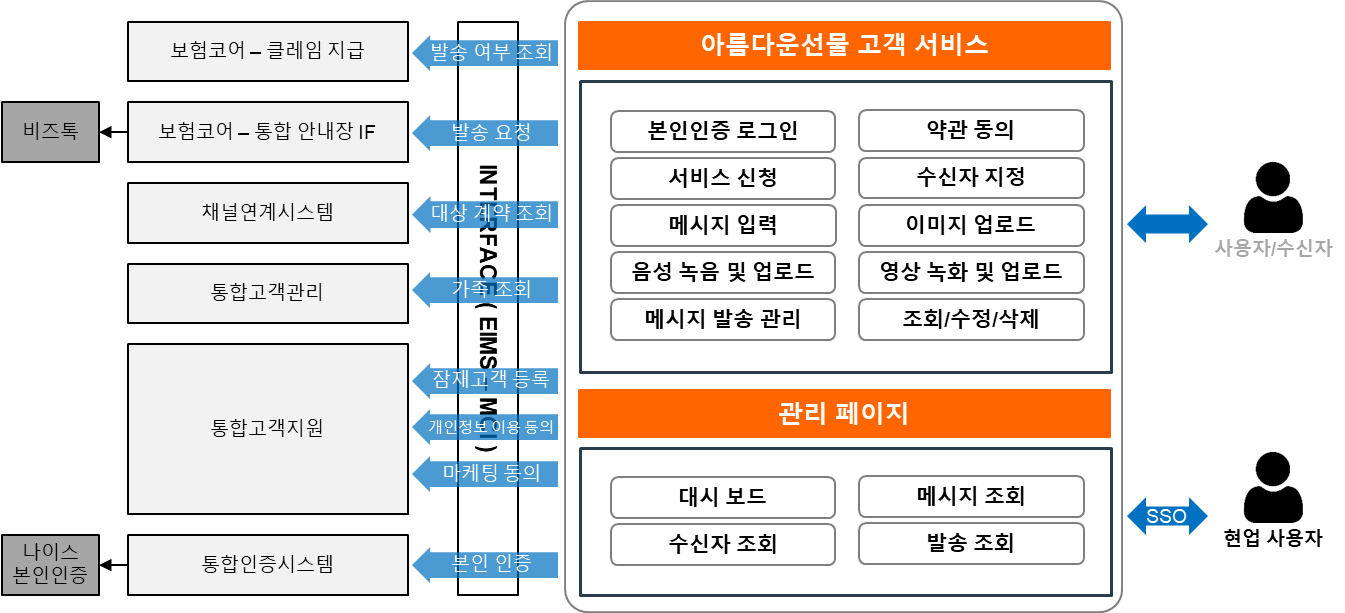 보험코어 – 클레임 지급
발송 여부 조회
비즈톡
보험코어 – 통합 안내장 IF
발송 요청
채널연계시스템
대상 계약 조회
통합고객관리
가족 조회
통합고객지원
잠재고객 등록
개인정보 이용 동의
마케팅 동의
나이스
본인인증
통합인증시스템
본인 인증
INTERFACE ( EIMS – MCI )
아름다운선물 고객 서비스
본인인증 로그인
약관 동의
서비스 신청
수신자 지정
메시지 입력
이미지 업로드
음성 녹음 및 업로드
영상 녹화 및 업로드
메시지 발송 관리
조회/수정/삭제
관리 페이지
대시 보드
메시지 조회
수신자 조회
발송 조회
사용자/수신자
SSO
현업 사용자